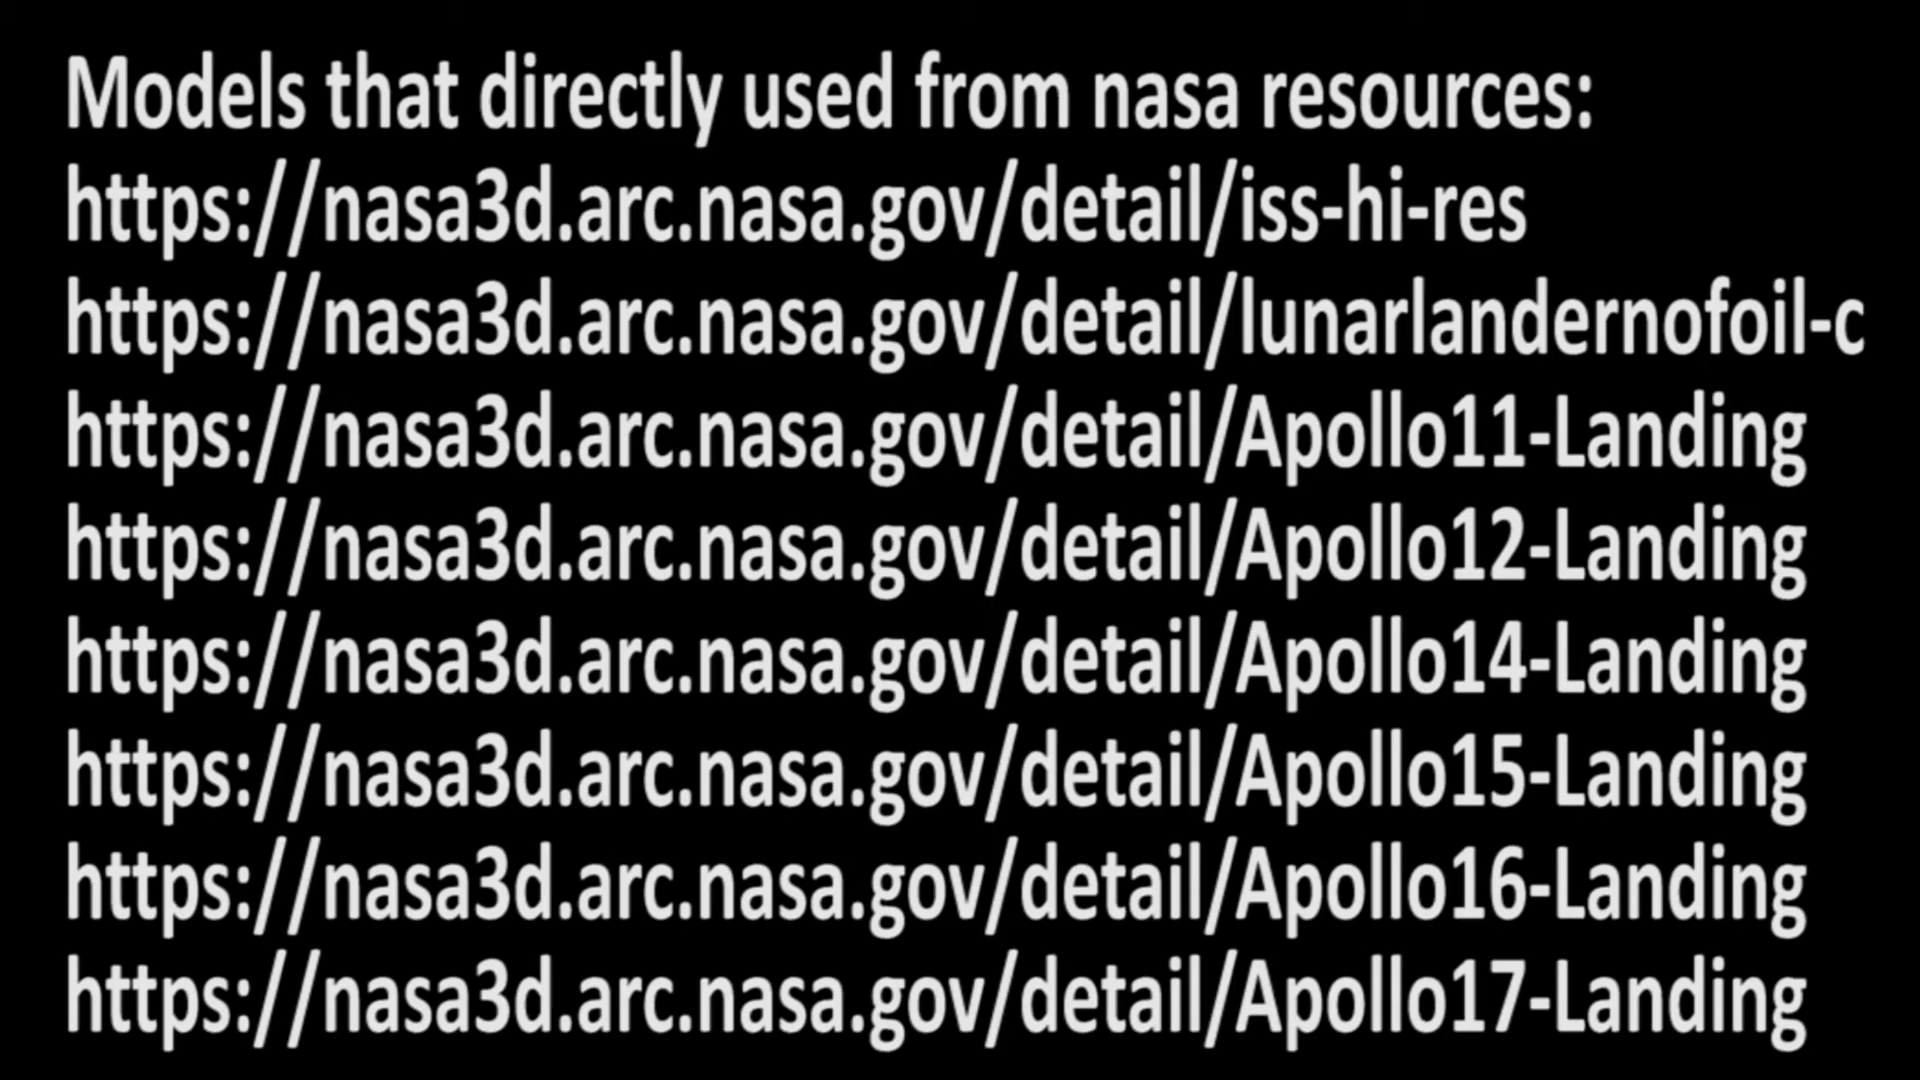 Models that directly used from nasa resources:
https://nasa3d.arc.nasa.gov/detail/iss-hi-res
https://nasa3d.arc.nasa.gov/detail/lunarlandernofoil-c
https://nasa3d.arc.nasa.gov/detail/Apollo11-Landing
https://nasa3d.arc.nasa.gov/detail/Apollo12-Landing
https://nasa3d.arc.nasa.gov/detail/Apollo14-Landing
https://nasa3d.arc.nasa.gov/detail/Apollo15-Landing
https://nasa3d.arc.nasa.gov/detail/Apollo16-Landing
https://nasa3d.arc.nasa.gov/detail/Apollo17-Landing